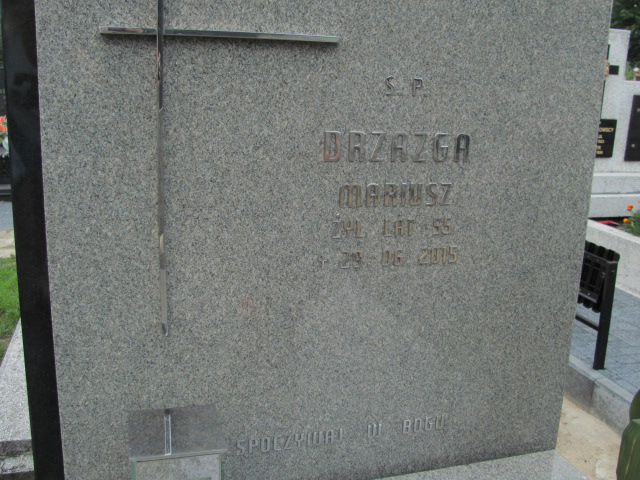 Ś. P.
DRZAZGA
MARIUSZ
ŻYŁ LAT 55
+ 29 06 2015
SPOCZYWAJ W BOGU